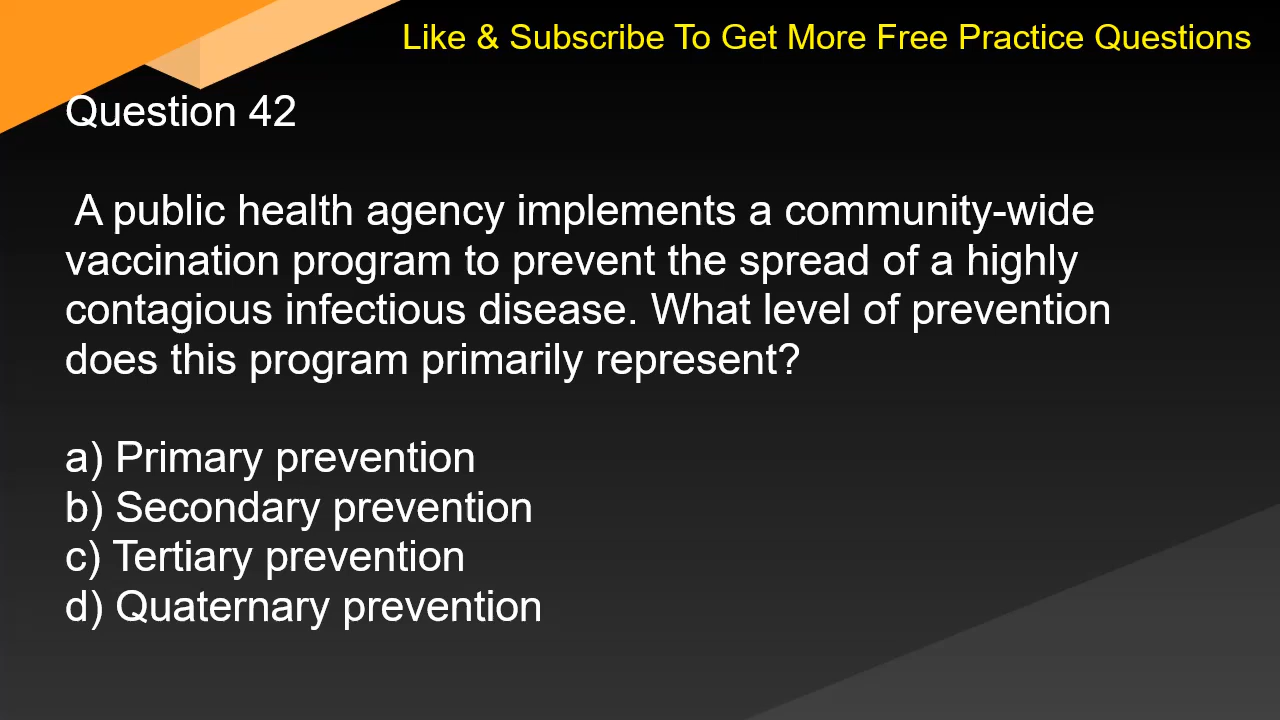 Like & Subscribe To Get More Free Practice Questions
Question 42
A public health agency implements a community-wide
vaccination program to prevent the spread of a highly
contagious infectious disease. What level of prevention
does this program primarily represent?
a) Primary prevention
b) Secondary prevention
c) Tertiary prevention
d) Quaternary prevention